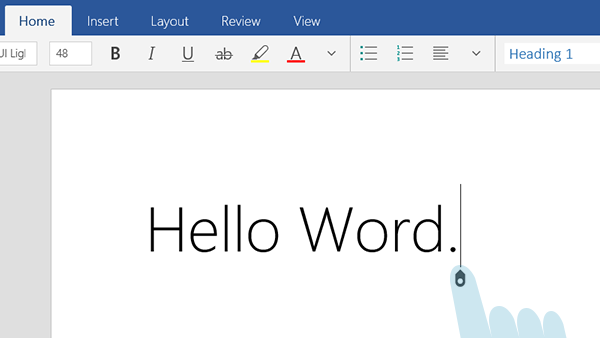 Home Insert Layout Review View
UI Ligl 48 B I U ab A Heading 1
Hello Word.